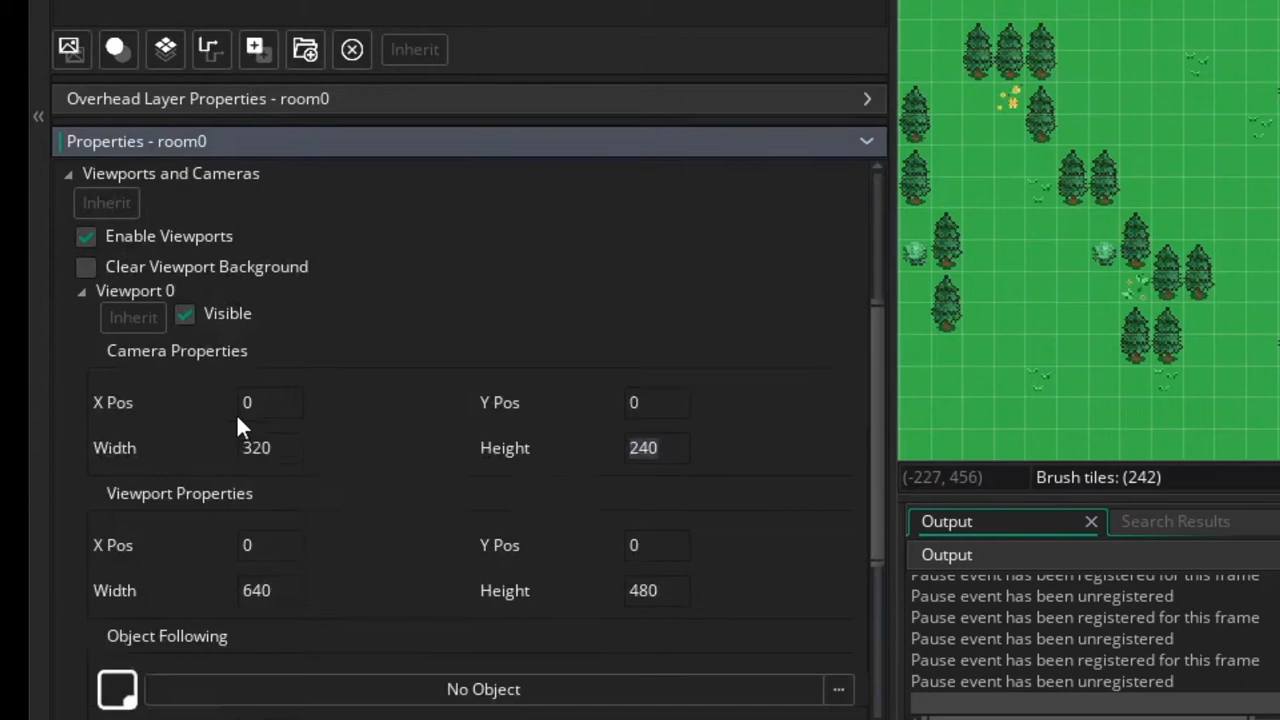 Inherit
Overhead Layer Properties - room0
Properties - room0
Viewports and Cameras
Inherit
Enable Viewports
Clear Viewport Background
Viewport 0
Inherit
Visible
Camera Properties
X Pos 0 Y Pos 0
Width 320 Height 240
Viewport Properties
X Pos 0 Y Pos 0
Width 640 Height 480
Object Following
No Object ...
(-227, 456) Brush tiles: (242)
Output Search Results
Output
Pause event has been registered for this frame
Pause event has been unregistered
Pause event has been registered for this frame
Pause event has been unregistered
Pause event has been registered for this frame
Pause event has been unregistered